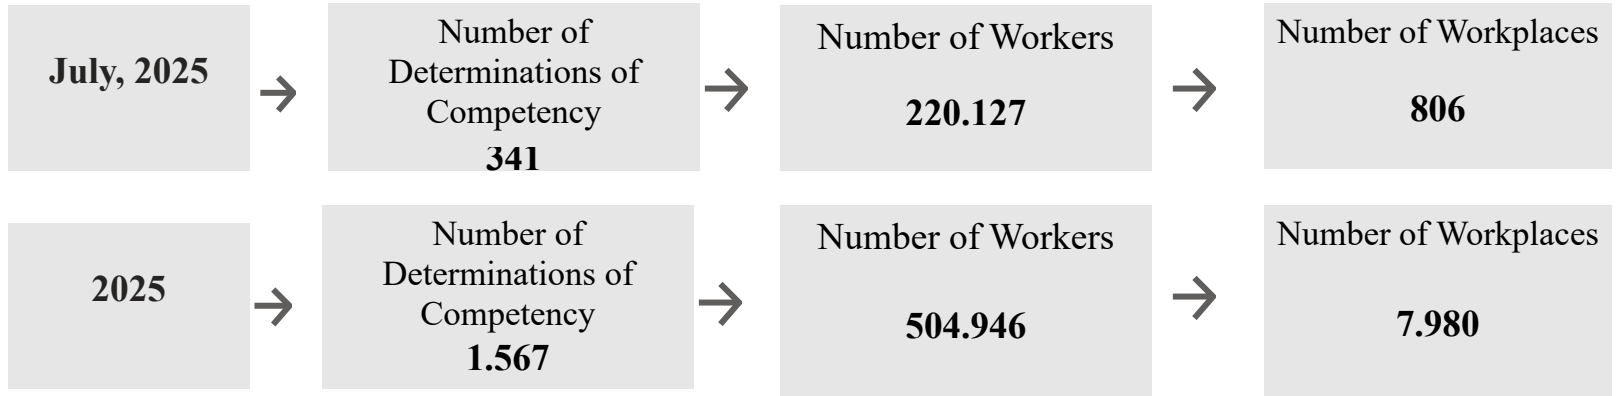 July, 2025
Number of
Determinations of
Competency
341
Number of Workers
220.127
Number of Workplaces
806
2025
Number of
Determinations of
Competency
1.567
Number of Workers
504.946
Number of Workplaces
7.980